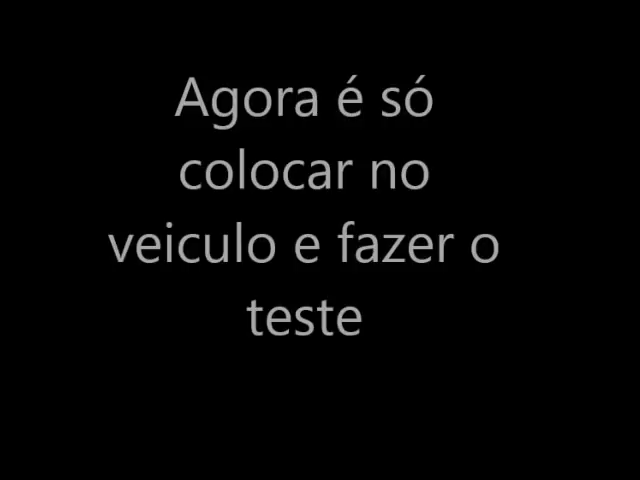 Agora é só
colocar no
veiculo e fazer o
teste